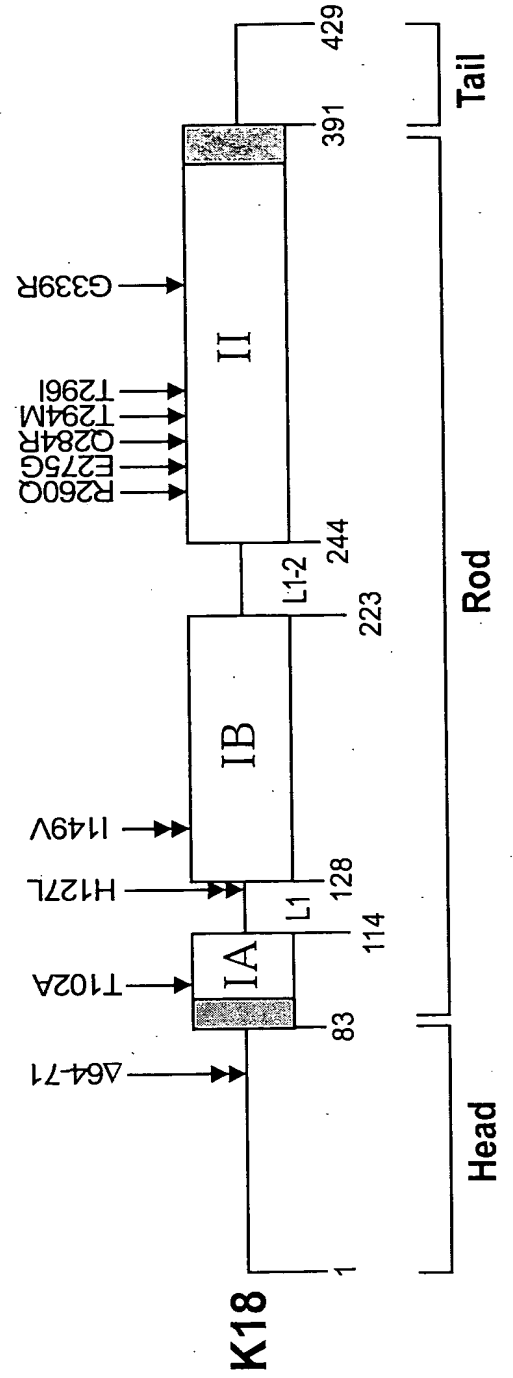 Δ64-71
T102A
H127L
I149V
R260Q
E275G
Q284R
T294M
T296I
G339R
K18
IA
L1
IB
L1-2
II
1
83
114
128
223
244
391
429
Head
Rod
Tail